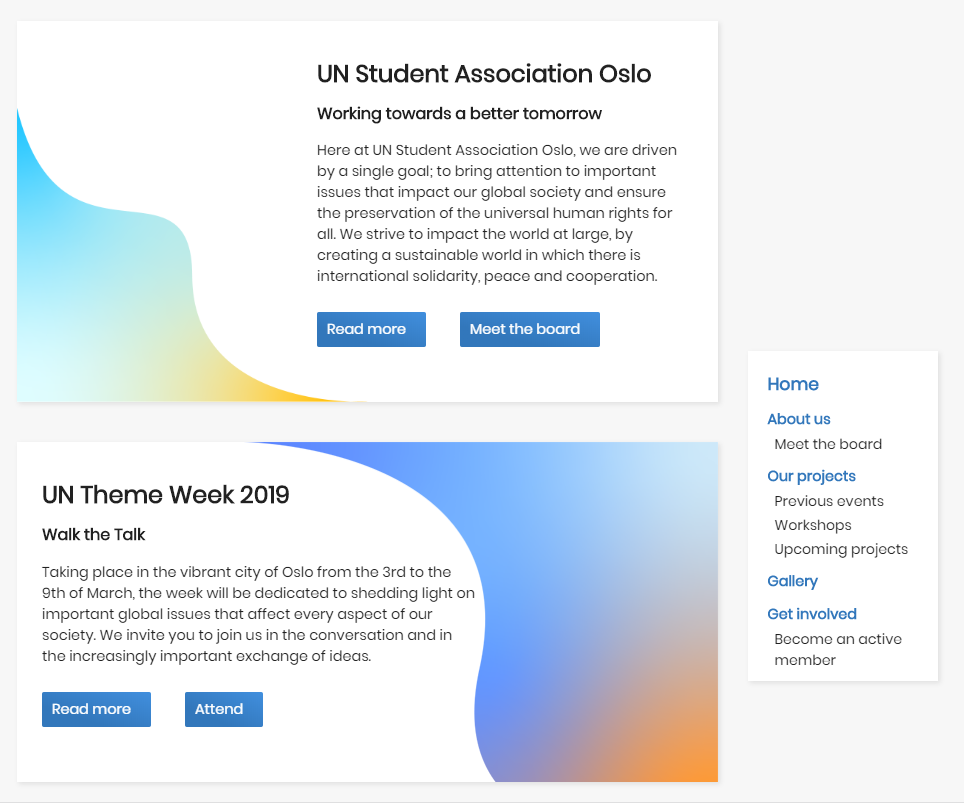 UN Student Association Oslo
Working towards a better tomorrow
Here at UN Student Association Oslo, we are driven
by a single goal; to bring attention to important
issues that impact our global society and ensure
the preservation of the universal human rights for
all. We strive to impact the world at large, by
creating a sustainable world in which there is
international solidarity, peace and cooperation.
Read more
Meet the board
UN Theme Week 2019
Walk the Talk
Taking place in the vibrant city of Oslo from the 3rd to the
9th of March, the week will be dedicated to shedding light on
important global issues that affect every aspect of our
society. We invite you to join us in the conversation and in
the increasingly important exchange of ideas.
Read more
Attend
Home
About us
Meet the board
Our projects
Previous events
Workshops
Upcoming projects
Gallery
Get involved
Become an active
member